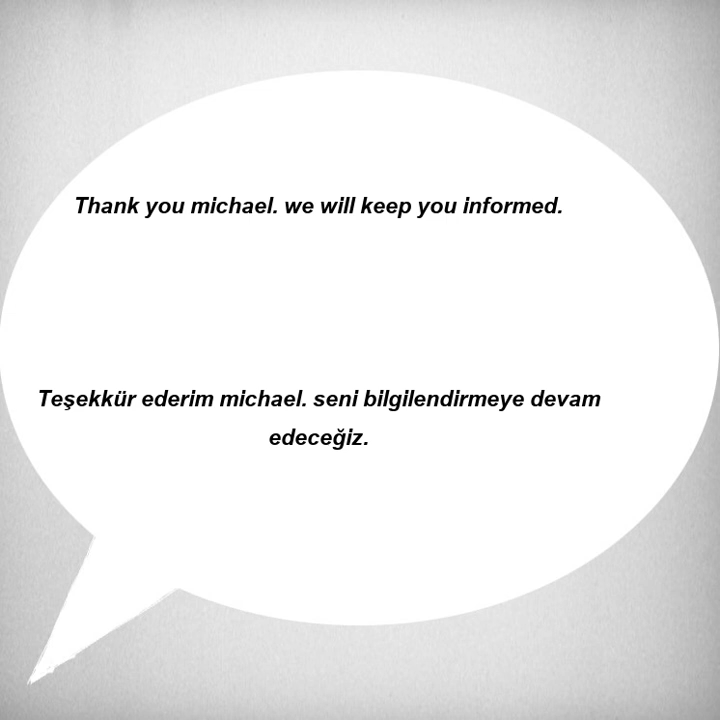 Thank you michael. we will keep you informed.
Teşekkür ederim michael. seni bilgilendirmeye devam
edeceğiz.